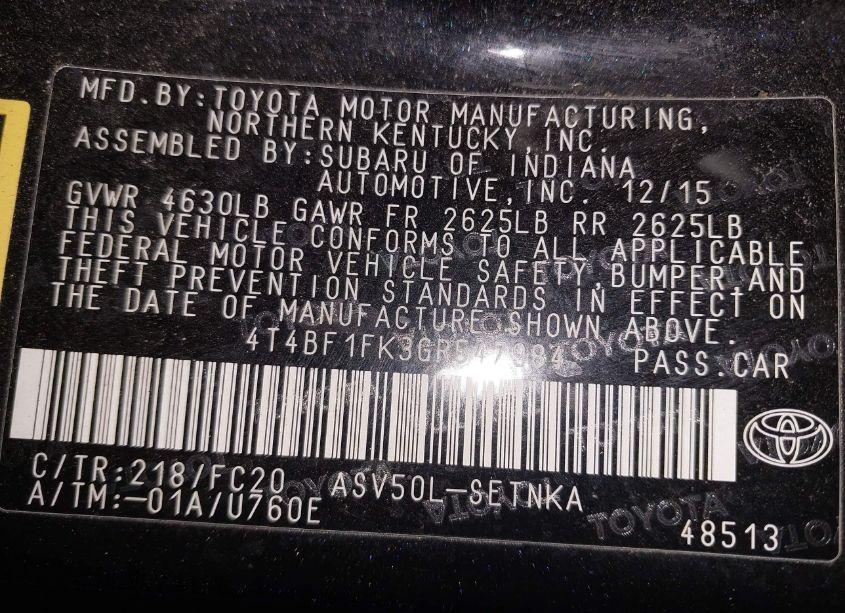 MFD.BY:TOYOTA MOTOR MANUFACTURING,
NORTHERN KENTUCKY, INC.
ASSEMBLED BY:SUBARU OF INDIANA
AUTOMOTIVE,INC. 12/15
GVWR 4630LB GAWR FR 2625LB RR 2625LB
THIS VEHICLE CONFORMS TO ALL APPLICABLE
FEDERAL MOTOR VEHICLE SAFETY,BUMPER,AND
THEFT PREVENTION STANDARDS IN EFFECT ON
THE DATE OF MANUFACTURE SHOWN ABOVE.
4T4BF1FK3GR547984 PASS.CAR
C/TR:218/FC20 ASV50L-SETNKA
A/TM:-01A/U760E
TOYOTA
48513